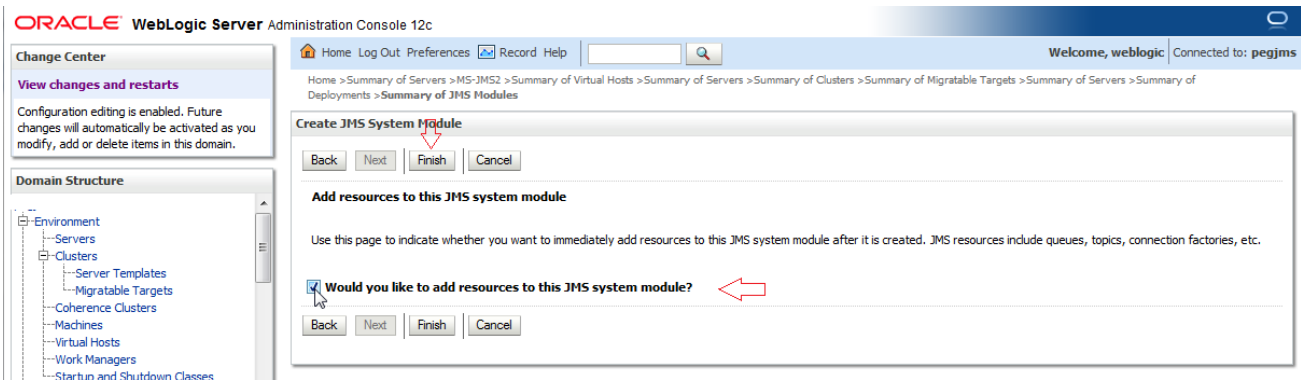 ORACLE WebLogic Server Administration Console 12c
Change Center
View changes and restarts
Configuration editing is enabled. Future
changes will automatically be activated as you
modify, add or delete items in this domain.
Domain Structure
Environment
Servers
Clusters
Server Templates
Migratable Targets
Coherence Clusters
Machines
Virtual Hosts
Work Managers
Startup and Shutdown Classes
Home Log Out Preferences Record Help
Welcome, weblogic Connected to: pegjms
Home >Summary of Servers >MS-JMS2 >Summary of Virtual Hosts >Summary of Servers >Summary of Clusters >Summary of Migratable Targets >Summary of Servers >Summary of
Deployments >Summary of JMS Modules
Create JMS System Module
Back Next Finish Cancel
Add resources to this JMS system module
Use this page to indicate whether you want to immediately add resources to this JMS system module after it is created. JMS resources include queues, topics, connection factories, etc.
Would you like to add resources to this JMS system module?
Back Next Finish Cancel